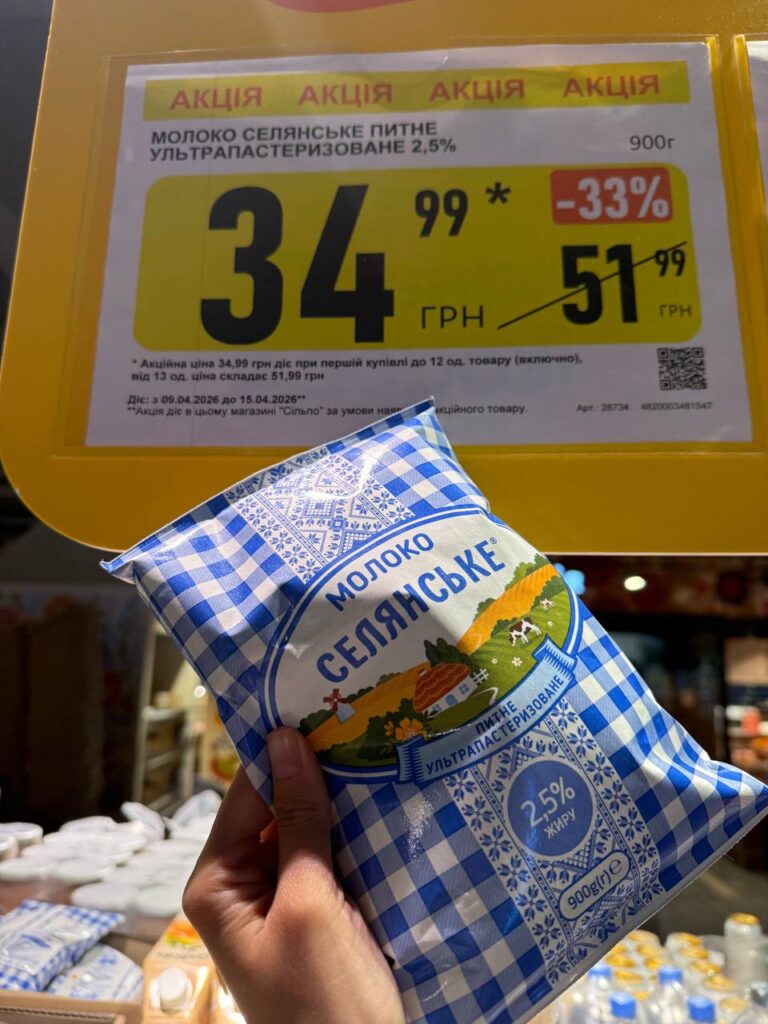 АКЦІЯ АКЦІЯ АКЦІЯ АКЦІЯ
МОЛОКО СЕЛЯНСЬКЕ ПИТНЕ
УЛЬТРАПАСТЕРИЗОВАНЕ 2,5%
900г
34 99 * ГРН
-33%
51 99 ГРН
* Акційна ціна 34,99 грн діє при першій купівлі до 12 од. товару (включно),
від 13 од. ціна складає 51,99 грн
Діє: з 09.04.2026 до 15.04.2026**
**Акція діє в цьому магазині "Сільпо" за умови кційного товару.
Арт.: 28734 4820003481547
МОЛОКО
СЕЛЯНСЬКЕ®
ПИТНЕ
УЛЬТРАПАСТЕРИЗОВАНЕ
2,5%
ЖИРУ
900g(г)℮